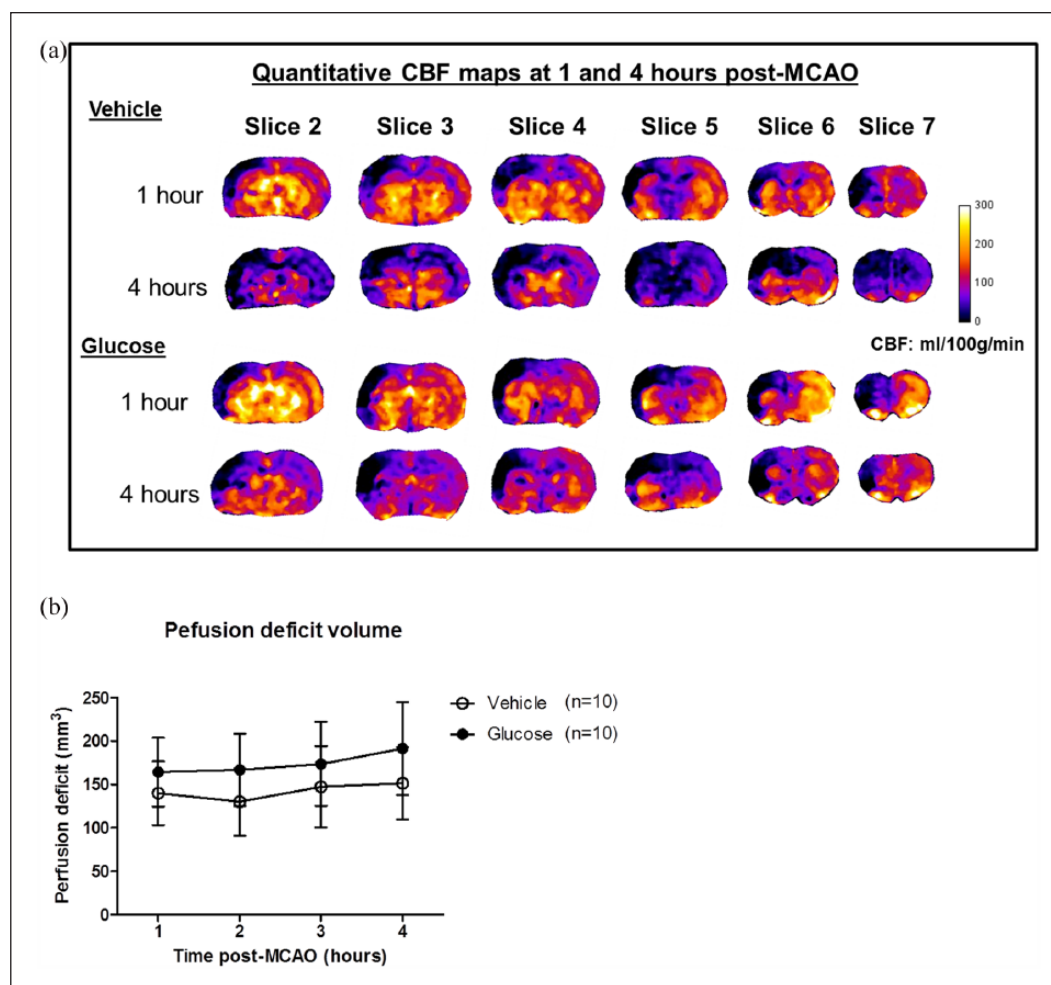 (a)
Quantitative CBF maps at 1 and 4 hours post-MCAO
Vehicle
Slice 2 Slice 3 Slice 4 Slice 5 Slice 6 Slice 7
1 hour
4 hours
300
200
100
0
CBF: ml/100g/min
Glucose
1 hour
4 hours
(b)
Pefusion deficit volume
Perfusion deficit (mm³)
250
200
150
100
50
0
1 2 3 4
Time post-MCAO (hours)
Vehicle (n=10)
Glucose (n=10)